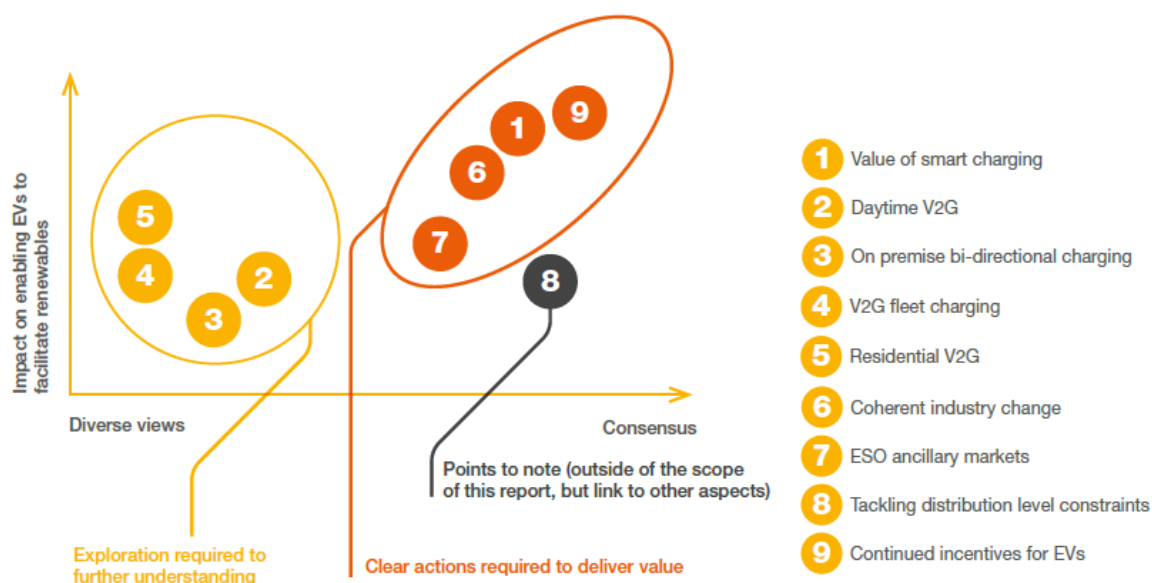 Impact on enabling EVs to
facilitate renewables
5
4
3
2
7
6
1
9
8
Diverse views
Consensus
Points to note (outside of the scope
of this report, but link to other aspects)
Exploration required to
further understanding
Clear actions required to deliver value
1 Value of smart charging
2 Daytime V2G
3 On premise bi-directional charging
4 V2G fleet charging
5 Residential V2G
6 Coherent industry change
7 ESO ancillary markets
8 Tackling distribution level constraints
9 Continued incentives for EVs